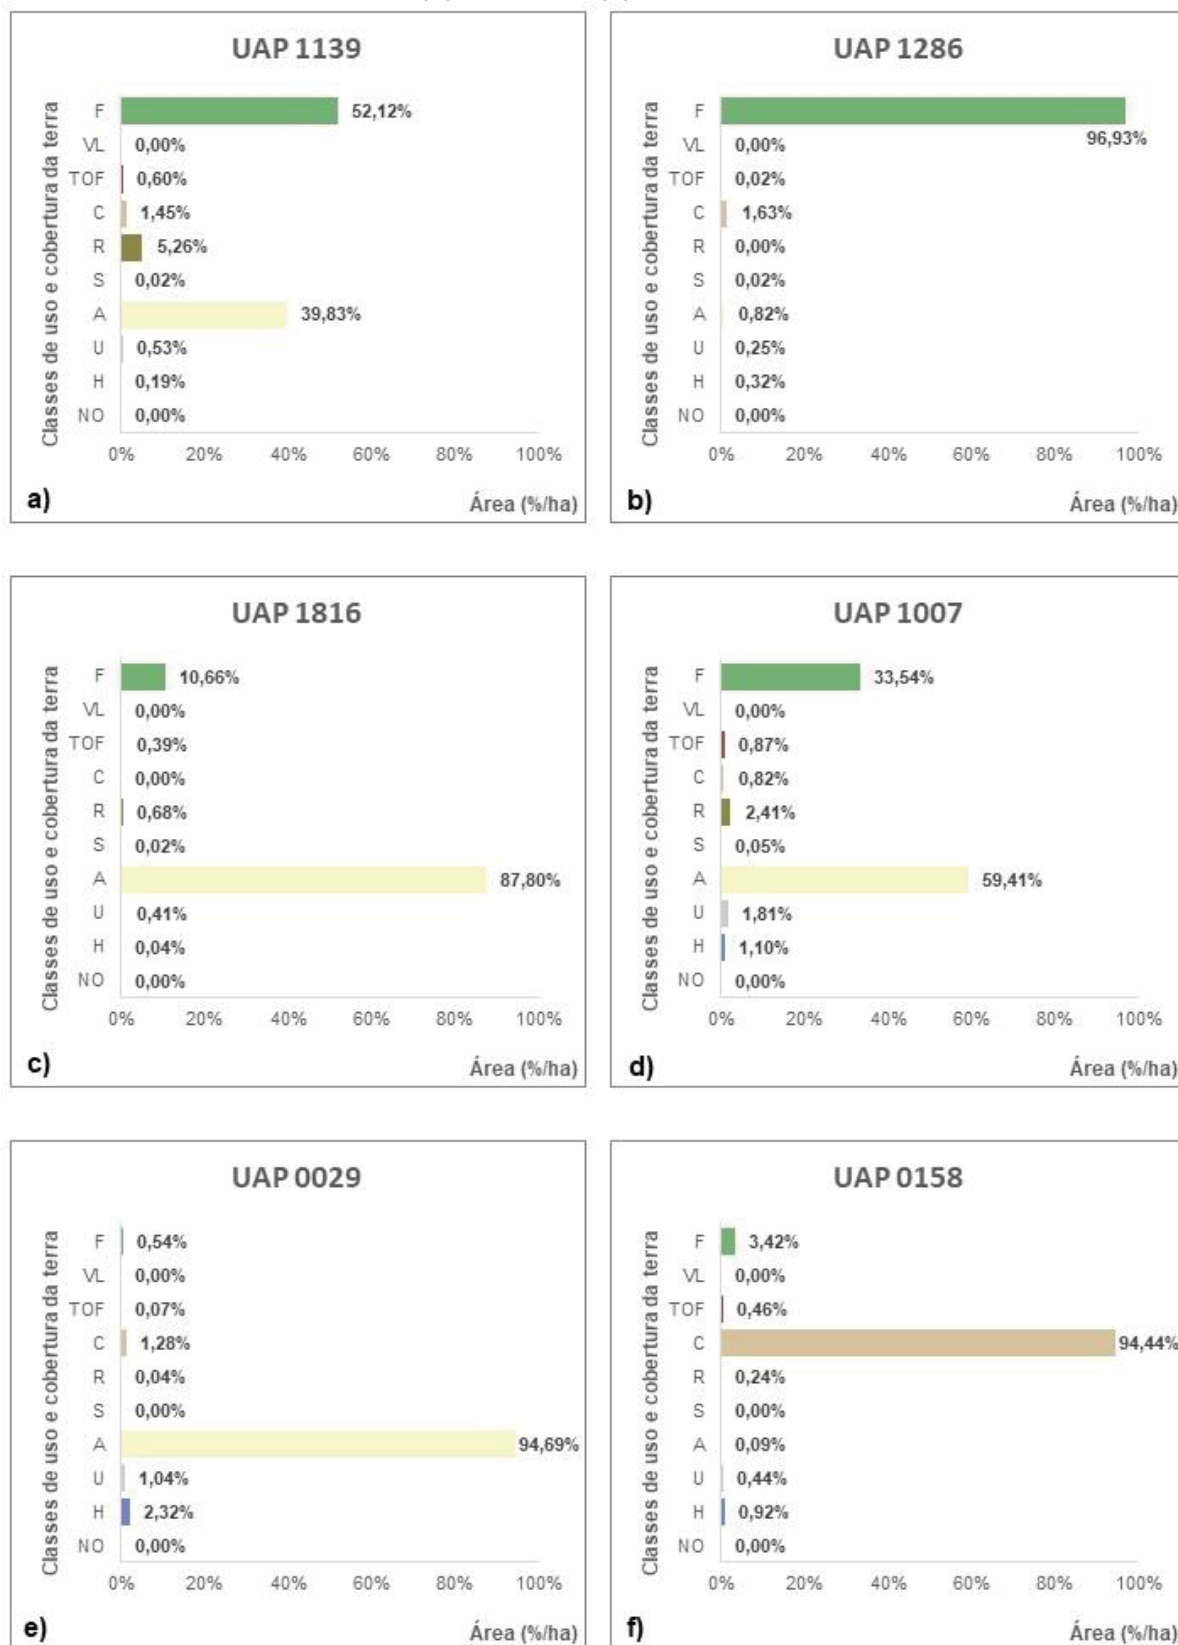 UAP 1139
Classes de uso e cobertura da terra
F 52,12%
VL 0,00%
TOF 0,60%
C 1,45%
R 5,26%
S 0,02%
A 39,83%
U 0,53%
H 0,19%
NO 0,00%
0% 20% 40% 60% 80% 100%
a) Área (%/ha)
UAP 1286
Classes de uso e cobertura da terra
F 96,93%
VL 0,00%
TOF 0,02%
C 1,63%
R 0,00%
S 0,02%
A 0,82%
U 0,25%
H 0,32%
NO 0,00%
0% 20% 40% 60% 80% 100%
b) Área (%/ha)
UAP 1816
Classes de uso e cobertura da terra
F 10,66%
VL 0,00%
TOF 0,39%
C 0,00%
R 0,68%
S 0,02%
A 87,80%
U 0,41%
H 0,04%
NO 0,00%
0% 20% 40% 60% 80% 100%
c) Área (%/ha)
UAP 1007
Classes de uso e cobertura da terra
F 33,54%
VL 0,00%
TOF 0,87%
C 0,82%
R 2,41%
S 0,05%
A 59,41%
U 1,81%
H 1,10%
NO 0,00%
0% 20% 40% 60% 80% 100%
d) Área (%/ha)
UAP 0029
Classes de uso e cobertura da terra
F 0,54%
VL 0,00%
TOF 0,07%
C 1,28%
R 0,04%
S 0,00%
A 94,69%
U 1,04%
H 2,32%
NO 0,00%
0% 20% 40% 60% 80% 100%
e) Área (%/ha)
UAP 0158
Classes de uso e cobertura da terra
F 3,42%
VL 0,00%
TOF 0,46%
C 94,44%
R 0,24%
S 0,00%
A 0,09%
U 0,44%
H 0,92%
NO 0,00%
0% 20% 40% 60% 80% 100%
f) Área (%/ha)